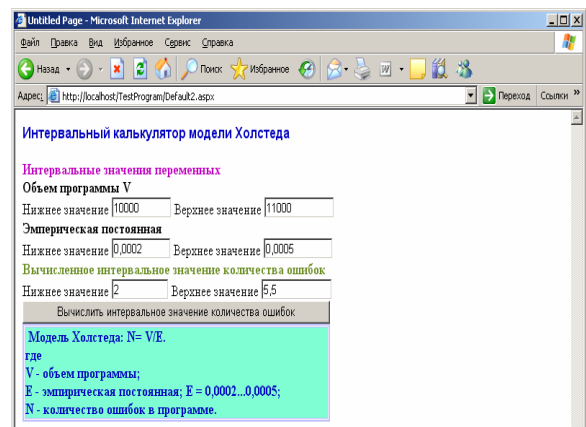 Untitled Page - Microsoft Internet Explorer
Файл Правка Вид Избранное Сервис Справка
Назад Поиск Избранное
Адрес: http://localhost/TestProgram/Default2.aspx Переход Ссылки »
Интервальный калькулятор модели Холстеда
Интервальные значения переменных
Объем программы V
Нижнее значение 10000 Верхнее значение 11000
Эмперическая постоянная
Нижнее значение 0,0002 Верхнее значение 0,0005
Вычисленное интервальное значение количества ошибок
Нижнее значение 2 Верхнее значение 5,5
Вычислить интервальное значение количества ошибок
Модель Холстеда: N= V/E.
где
V - объем программы;
E - эмпирическая постоянная; E = 0,0002...0,0005;
N - количество ошибок в программе.